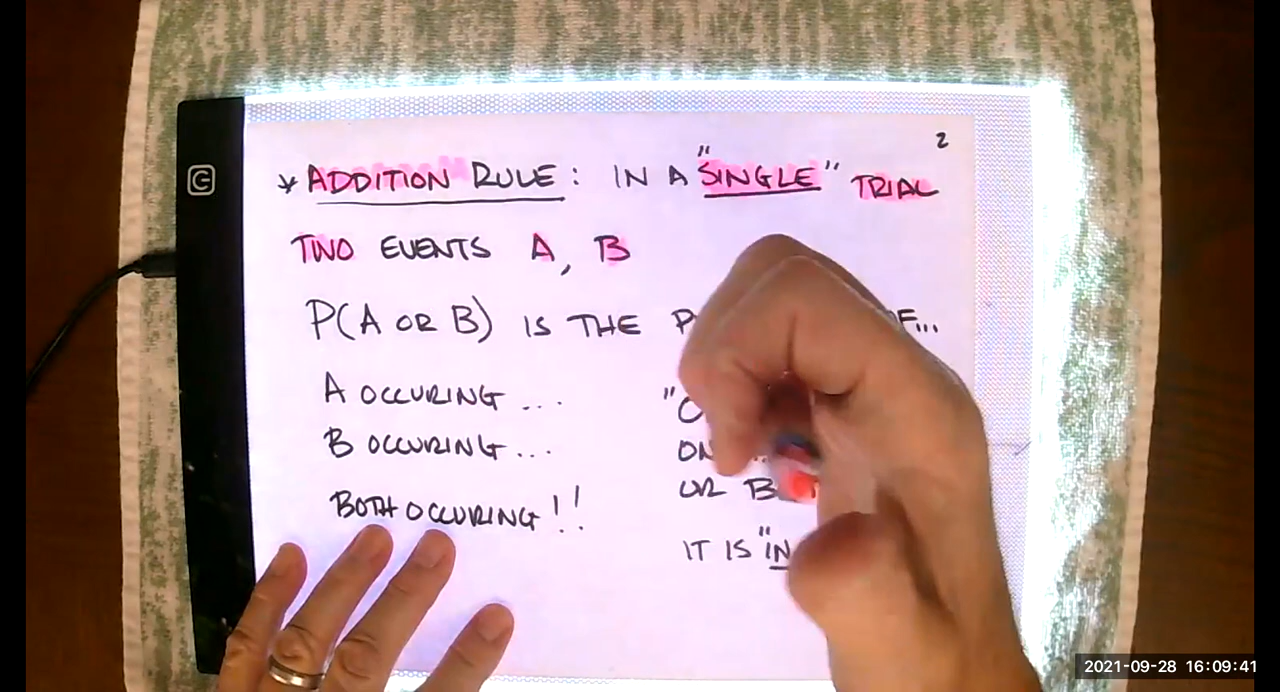 2
* ADDITION RULE: IN A "SINGLE" TRIAL
TWO EVENTS A, B
P(A OR B) IS THE
A OCCURING ...
B OCCURING ...
BOTH OCCURING!!
OR
IT IS
2021-09-28 16:09:41